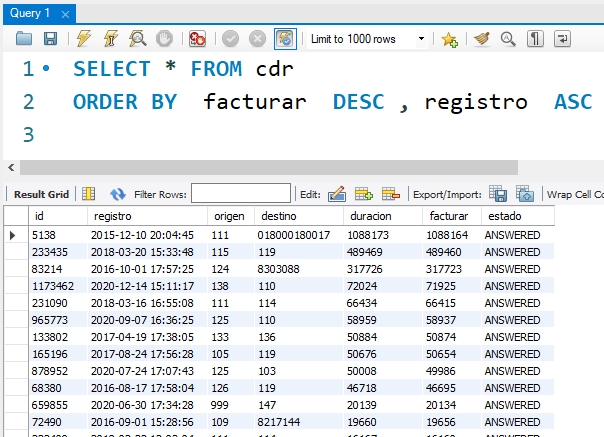 Query 1
Limit to 1000 rows
1 SELECT * FROM cdr
2 ORDER BY facturar DESC , registro ASC
3
Result Grid Filter Rows: Edit: Export/Import: Wrap Cell Co
id registro origen destino duracion facturar estado
5138 2015-12-10 20:04:45 111 018000180017 1088173 1088164 ANSWERED
233435 2018-03-20 15:33:48 115 119 489469 489460 ANSWERED
83214 2016-10-01 17:57:25 124 8303088 317726 317723 ANSWERED
1173462 2020-12-14 15:11:17 138 110 72024 71925 ANSWERED
231090 2018-03-16 16:55:08 111 114 66434 66415 ANSWERED
965773 2020-09-07 16:36:25 125 110 58959 58937 ANSWERED
133802 2017-04-19 17:38:05 133 136 50884 50874 ANSWERED
165196 2017-08-24 17:56:28 105 119 50676 50654 ANSWERED
878952 2020-07-24 17:07:43 125 103 50008 49986 ANSWERED
68380 2016-08-17 17:58:04 126 119 46718 46695 ANSWERED
659855 2020-06-30 17:34:28 999 147 20139 20134 ANSWERED
72490 2016-09-01 15:28:56 109 8217144 19660 19656 ANSWERED